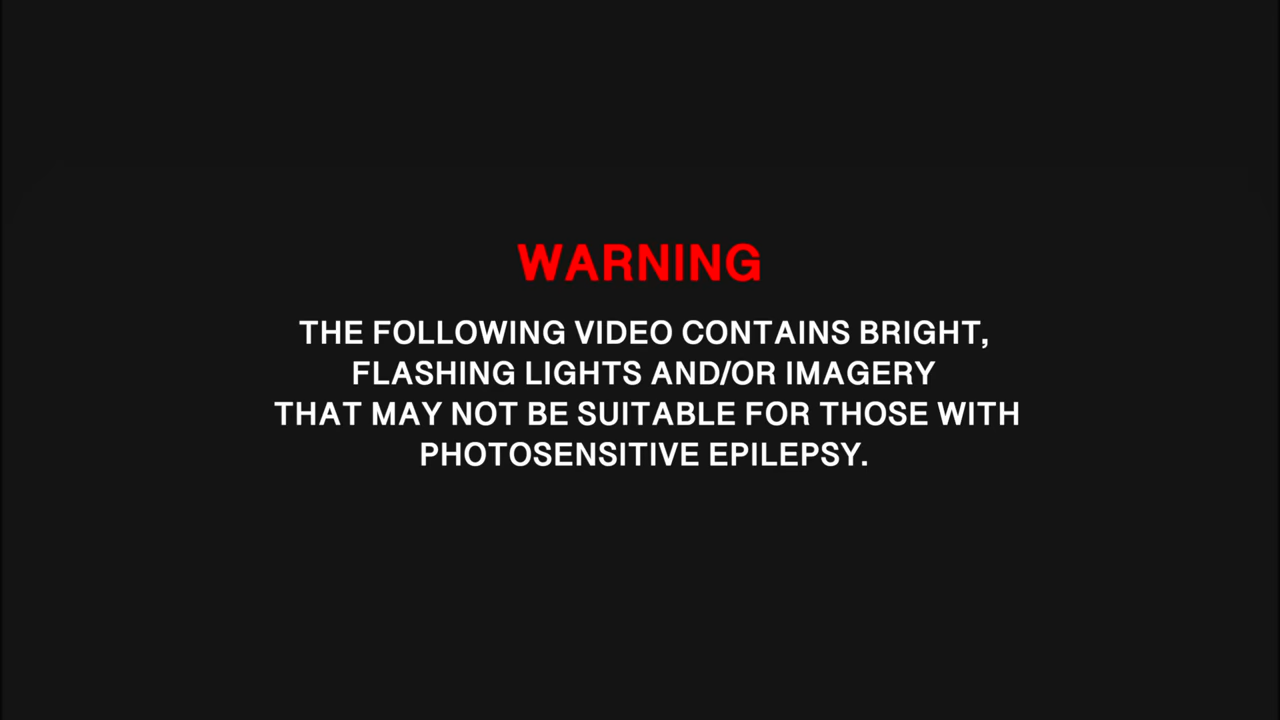 WARNING
THE FOLLOWING VIDEO CONTAINS BRIGHT,
FLASHING LIGHTS AND/OR IMAGERY
THAT MAY NOT BE SUITABLE FOR THOSE WITH
PHOTOSENSITIVE EPILEPSY.